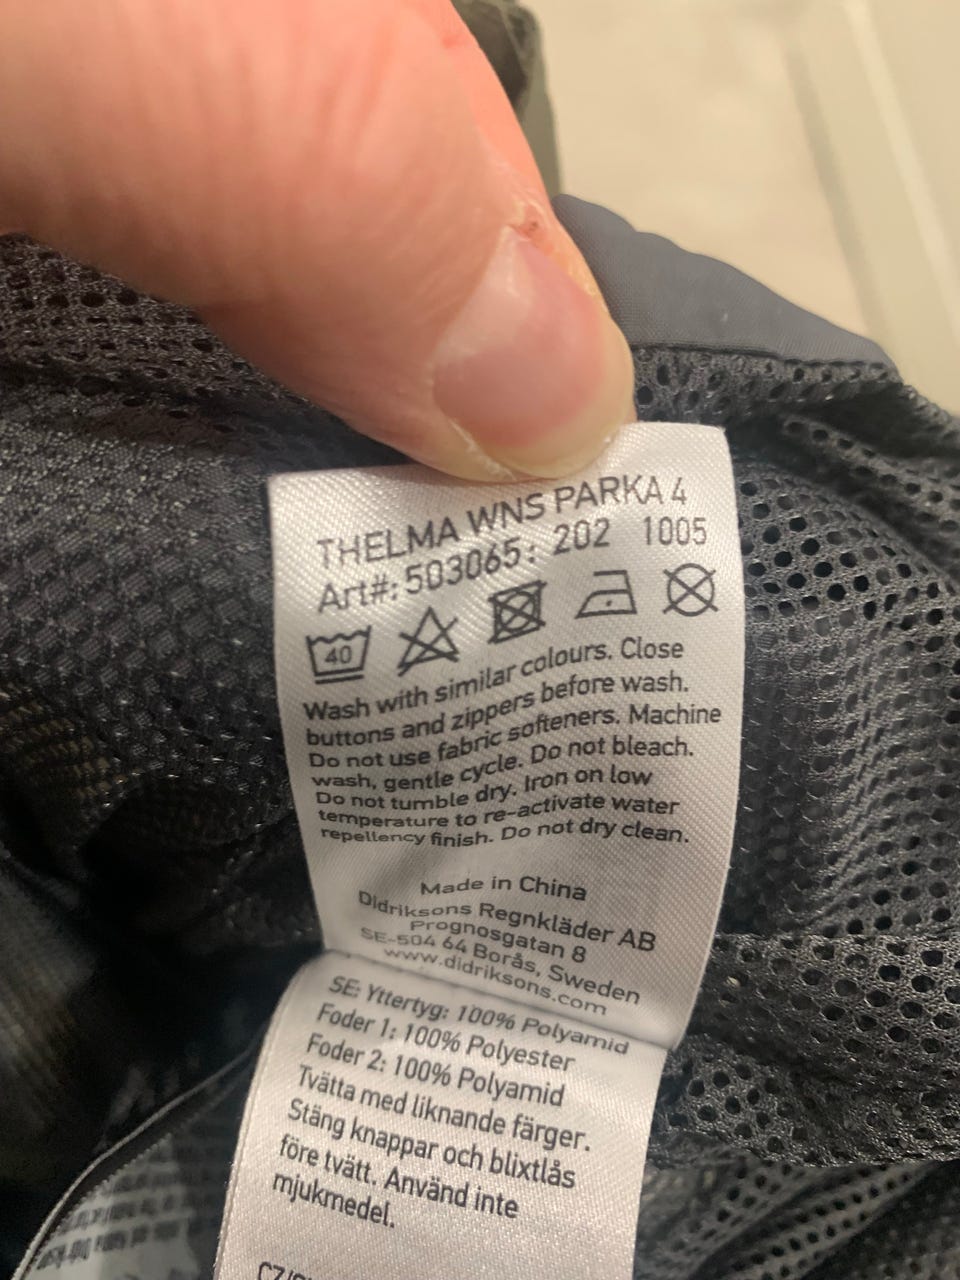 THELMA WNS PARKA 4
Art#: 503065: 202 1005
40
Wash with similar colours. Close
buttons and zippers before wash.
Do not use fabric softeners. Machine
wash, gentle cycle. Do not bleach.
Do not tumble dry. Iron on low
temperature to re-activate water
repellency finish. Do not dry clean.
Made in China
Didriksons Regnkläder AB
Prognosgatan 8
SE-504 64 Borås, Sweden
www.didriksons.com
SE: Yttertyg: 100% Polyamid
Foder 1: 100% Polyester
Foder 2: 100% Polyamid
Tvätta med liknande färger.
Stäng knappar och blixtlås
före tvätt. Använd inte
mjukmedel.